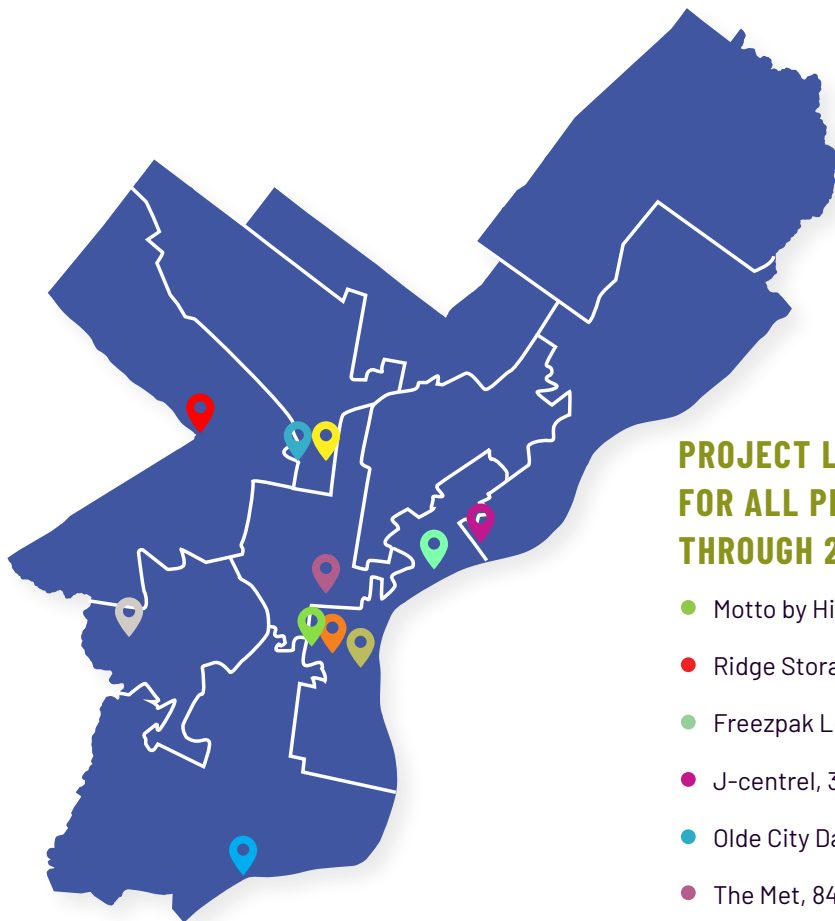 PROJECT L
FOR ALL P
THROUGH 2
Motto by Hi
Ridge Stora
Freezpak L
J-centrel, 3
Olde City Da
The Met, 84